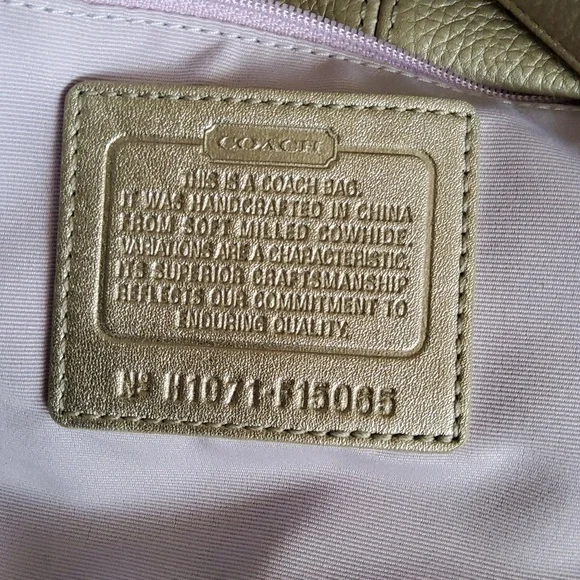 COACH
THIS IS A COACH BAG.
IT WAS HANDCRAFTED IN CHINA
FROM SOFT MILLED COWHIDE.
VARIATIONS ARE A CHARACTERISTIC.
ITS SUPERIOR CRAFTSMANSHIP
REFLECTS OUR COMMITMENT TO
ENDURING QUALITY.
Nº H1071-F15065